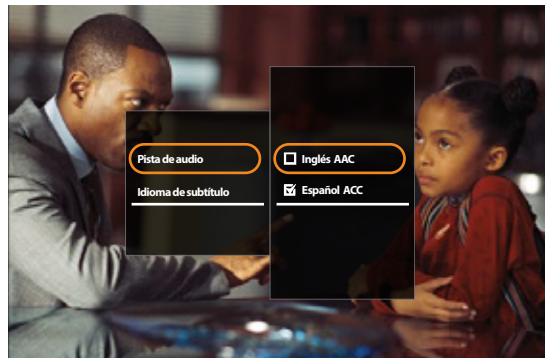 Pista de audio
Idioma de subtítulo
Inglés AAC
Español ACC